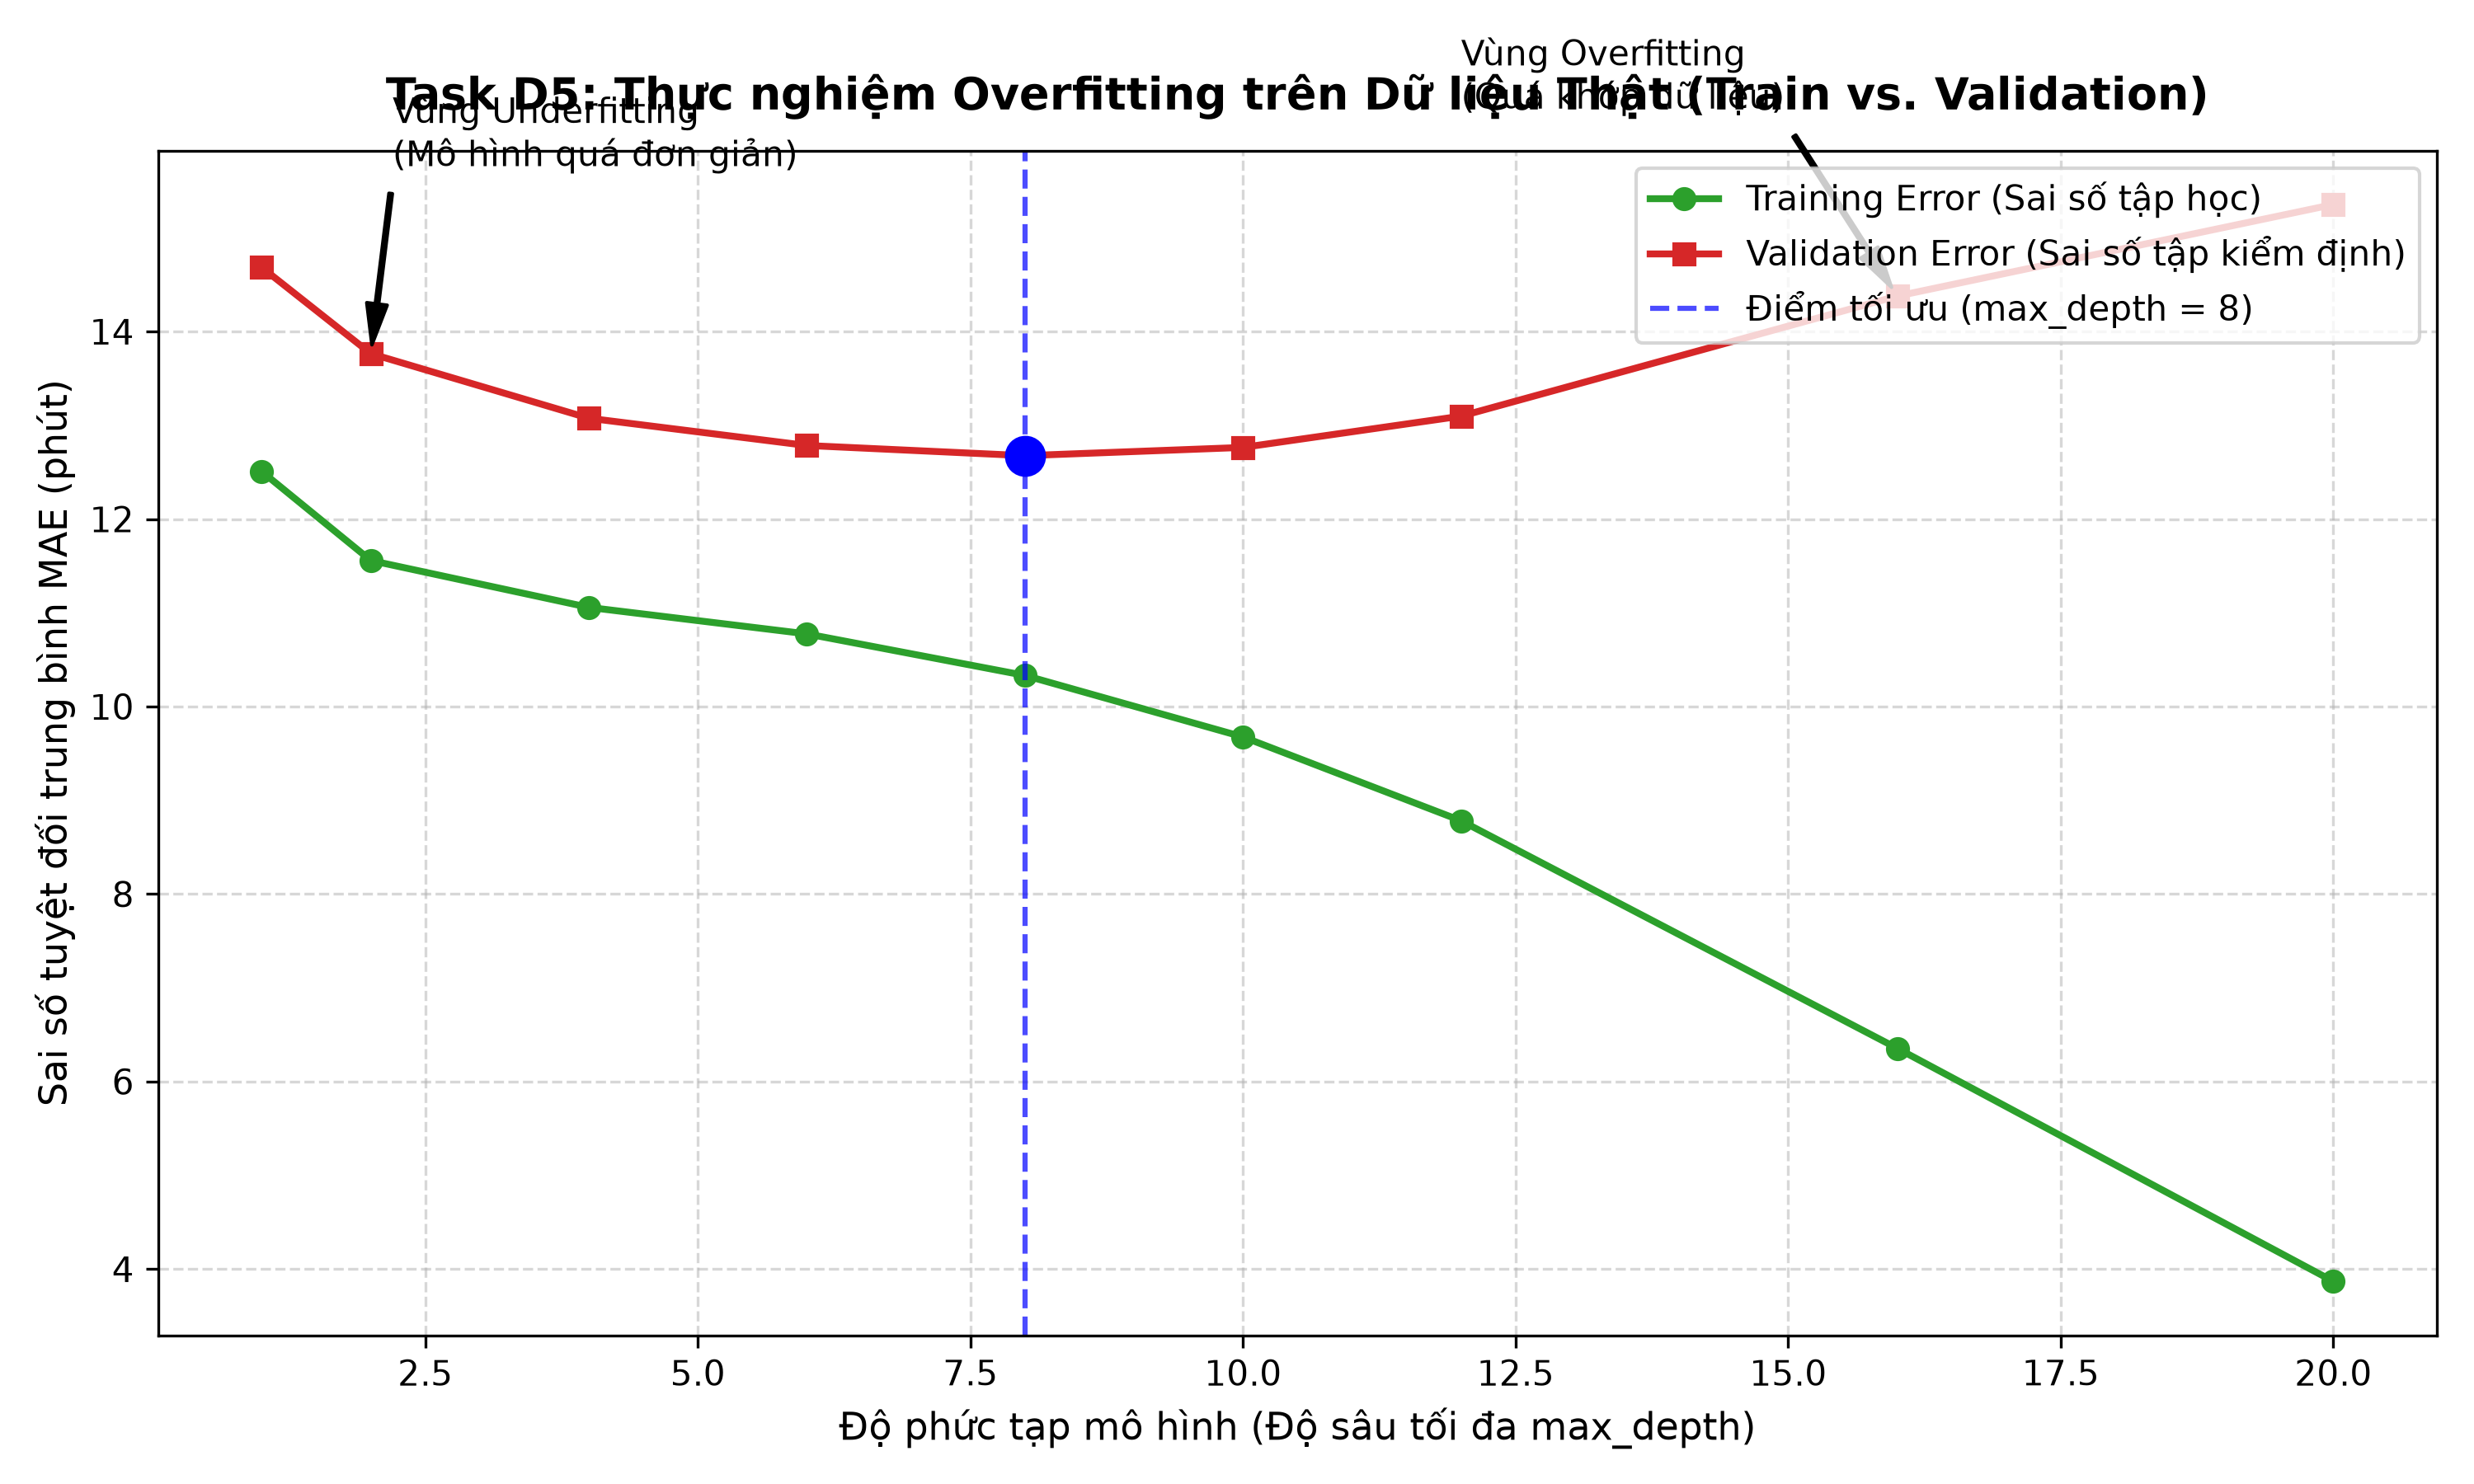 Vùng Overfitting
(Quá khớp dữ liệu)
Task D5: Thực nghiệm Overfitting trên Dữ liệu Thật (Train vs. Validation)
Vùng Underfitting
(Mô hình quá đơn giản)
Training Error (Sai số tập học)
Validation Error (Sai số tập kiểm định)
Điểm tối ưu (max_depth = 8)
Sai số tuyệt đối trung bình MAE (phút)
14
12
10
8
6
4
2.5 5.0 7.5 10.0 12.5 15.0 17.5 20.0
Độ phức tạp mô hình (Độ sâu tối đa max_depth)